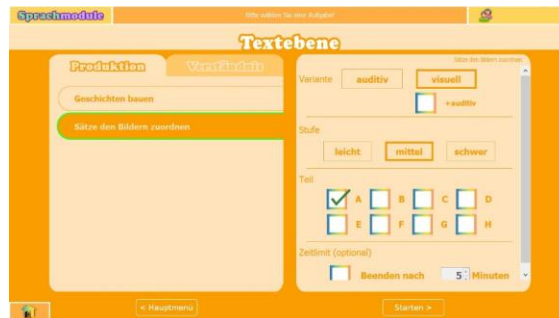 Sprachmodule
Bitte wählen Sie eine Aufgabe!
Textebene
Produktion
Verständnis
Geschichten bauen
Sätze den Bildern zuordnen
Sätze den Bildern zuordnen
Variante
auditiv
visuell
+auditiv
Stufe
leicht
mittel
schwer
Teil
A B C D
E F G H
Zeitlimit (optional)
Beenden nach 5 Minuten
< Hauptmenü
Starten >